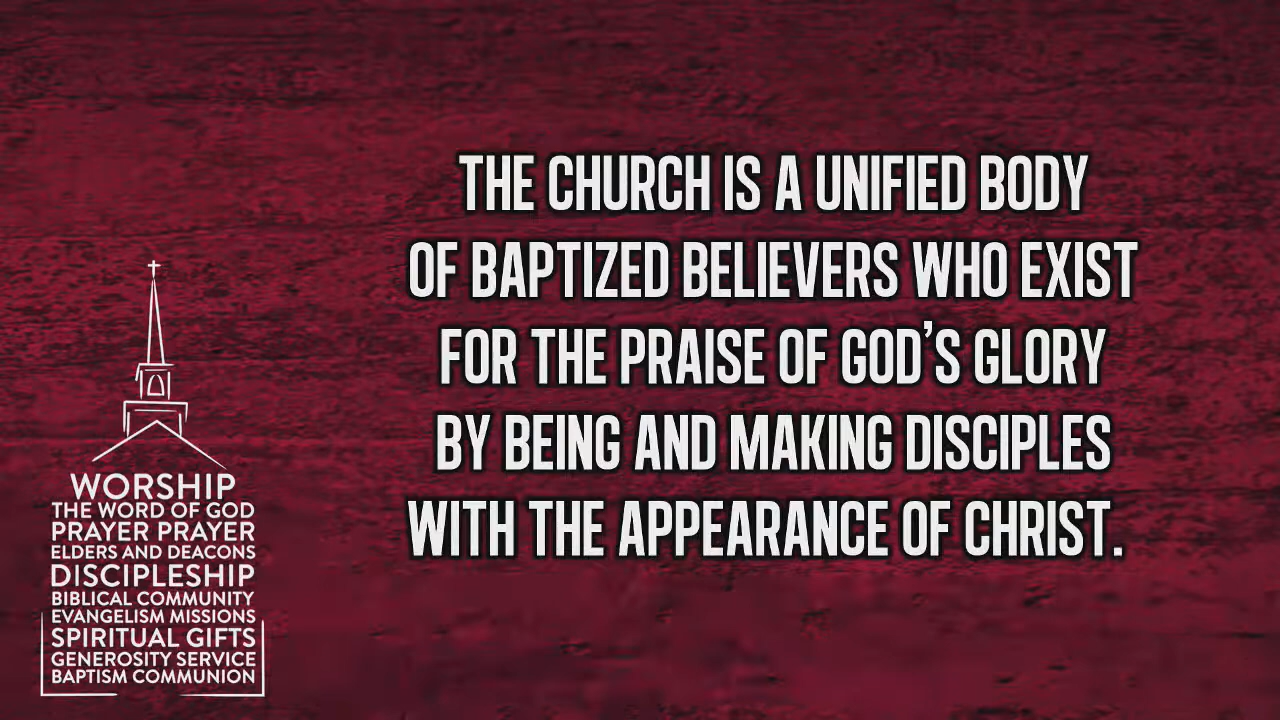 THE CHURCH IS A UNIFIED BODY
OF BAPTIZED BELIEVERS WHO EXIST
FOR THE PRAISE OF GOD'S GLORY
BY BEING AND MAKING DISCIPLES
WITH THE APPEARANCE OF CHRIST.
WORSHIP
THE WORD OF GOD
PRAYER PRAYER
ELDERS AND DEACONS
DISCIPLESHIP
BIBLICAL COMMUNITY
EVANGELISM MISSIONS
SPIRITUAL GIFTS
GENEROSITY SERVICE
BAPTISM COMMUNION